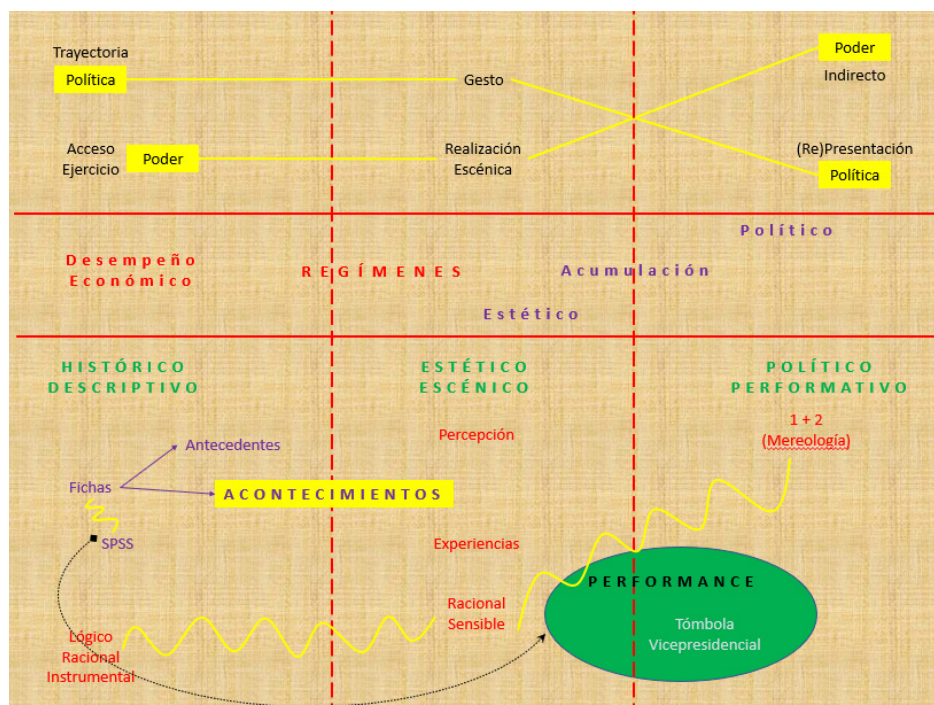 Trayectoria
Política
Gesto
Poder
Indirecto
Acceso
Ejercicio
Poder
Realización
Escénica
(Re)Presentación
Política
Desempeño
Económico
REGÍMENES
Político
Acumulación
Estético
HISTÓRICO
DESCRIPTIVO
ESTÉTICO
ESCÉNICO
POLÍTICO
PERFORMATIVO
Antecedentes
Fichas
ACONTECIMIENTOS
SPSS
Lógico
Racional
Instrumental
Percepción
Experiencias
Racional
Sensible
1 + 2
(Mereología)
PERFORMANCE
Tómbola
Vicepresidencial